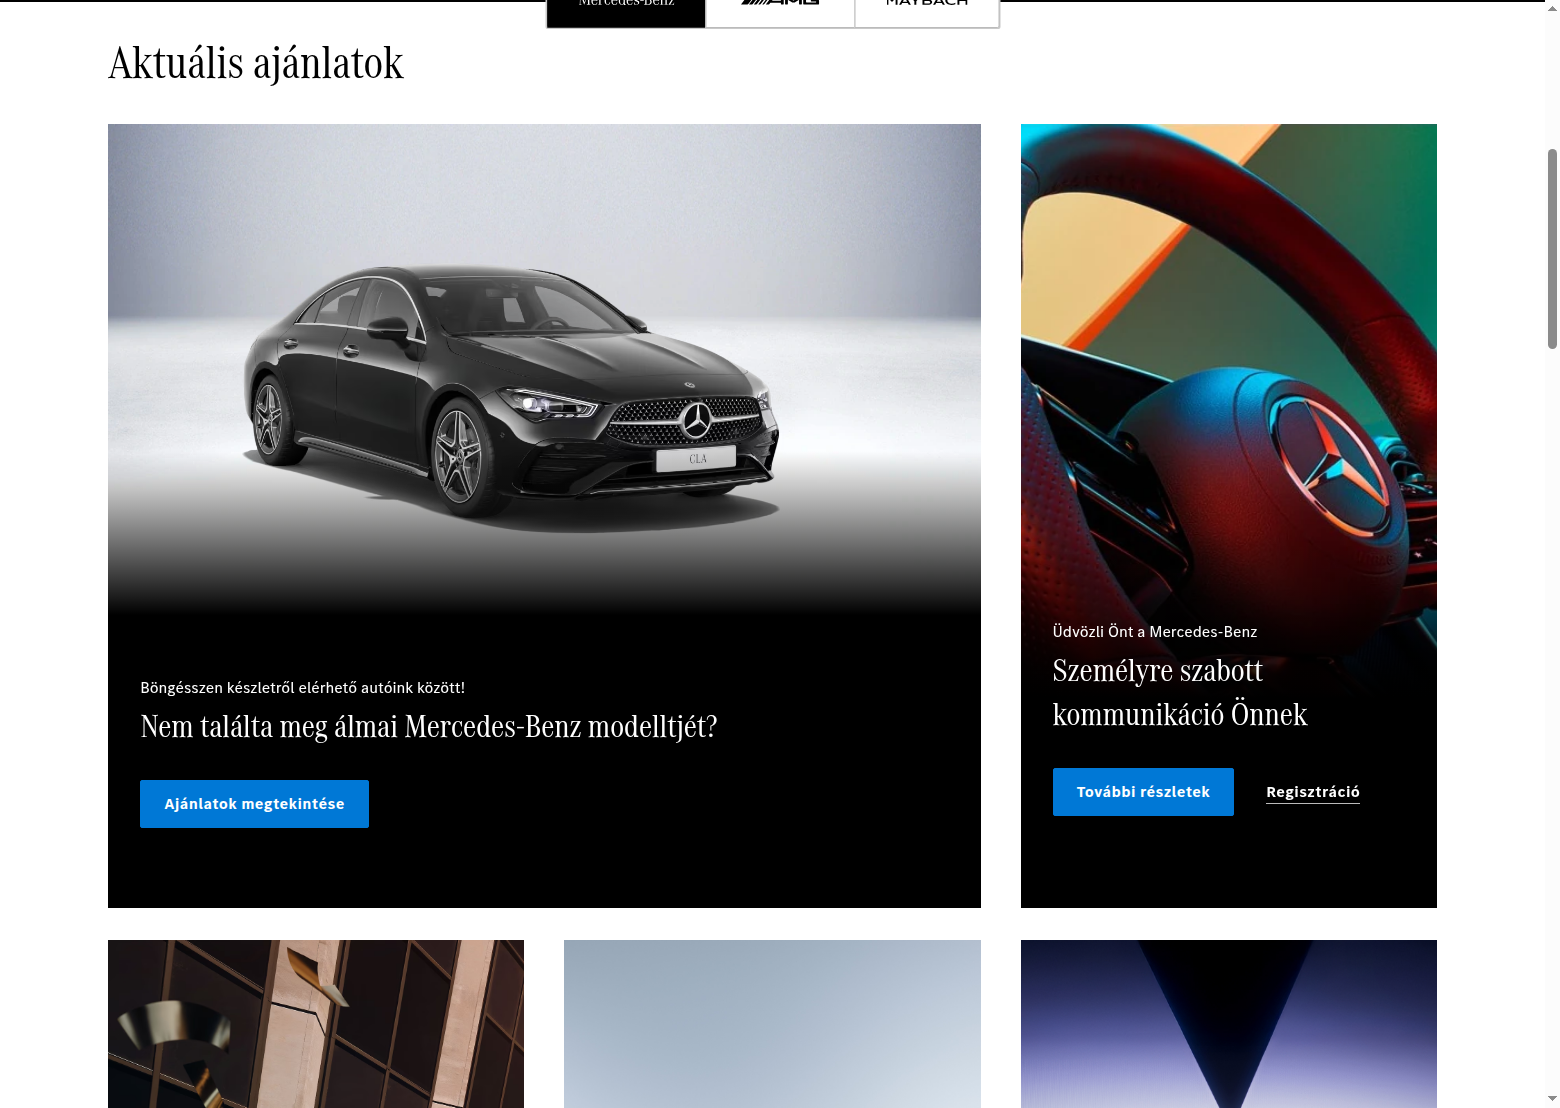 Mercedes-Benz
AMG
MAYBACH
Aktuális ajánlatok
CLA
Böngésszen készletről elérhető autóink között!
Nem találta meg álmai Mercedes-Benz modelltjét?
Ajánlatok megtekintése
Üdvözli Önt a Mercedes-Benz
Személyre szabott
kommunikáció Önnek
További részletek
Regisztráció